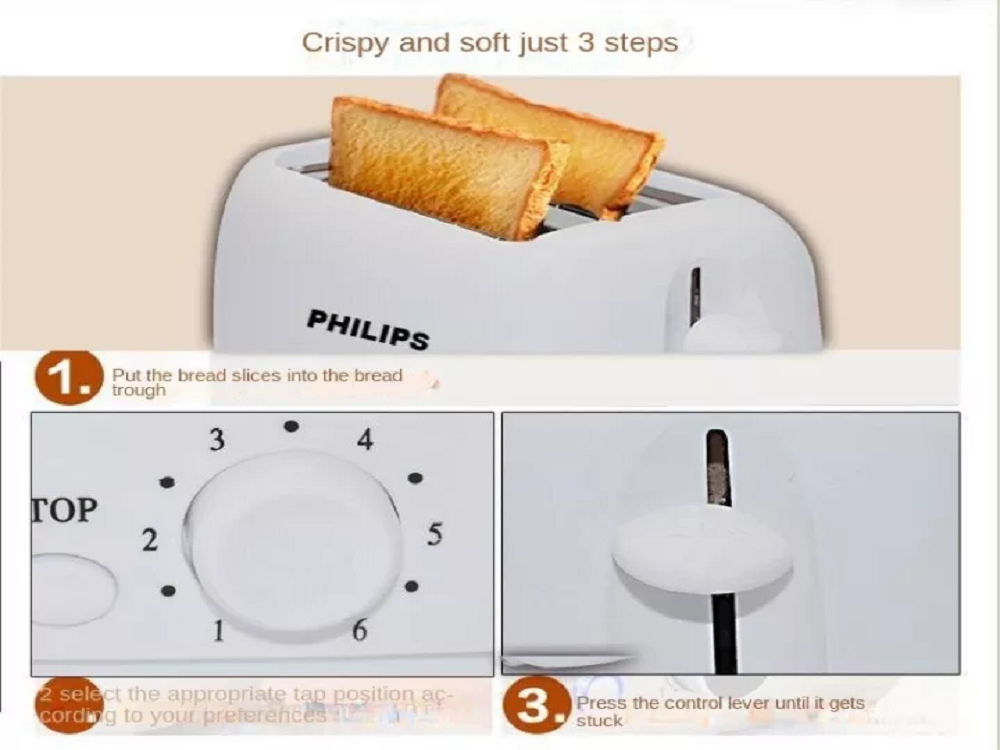 Crispy and soft just 3 steps
PHILIPS
1. Put the bread slices into the bread
trough
3 4
TOP
2 5
1 6
2 select the appropriate tap position ac-
cording to your preferences
3. Press the control lever until it gets
stuck